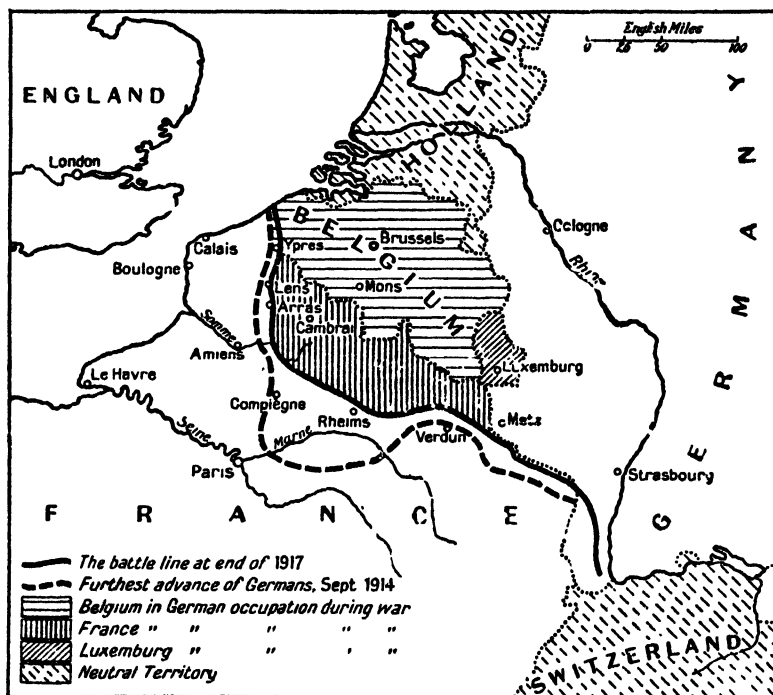 English Miles
0 25 50 100
ENGLAND
HOLLAND
GERMANY
London
BELGIUM
Cologne
Calais
Ypres
Brussels
Rhine
Boulogne
Lens
Mons
Arras
Somme
Cambrai
Amiens
Luxemburg
Le Havre
Compiegne
Rheims
Metz
Seine
Marne
Verdun
Paris
Strasbourg
FRANCE
The battle line at end of 1917
Furthest advance of Germans, Sept 1914
Belgium in German occupation during war
France " " " " "
Luxemburg " " " ' "
Neutral Territory
SWITZERLAND